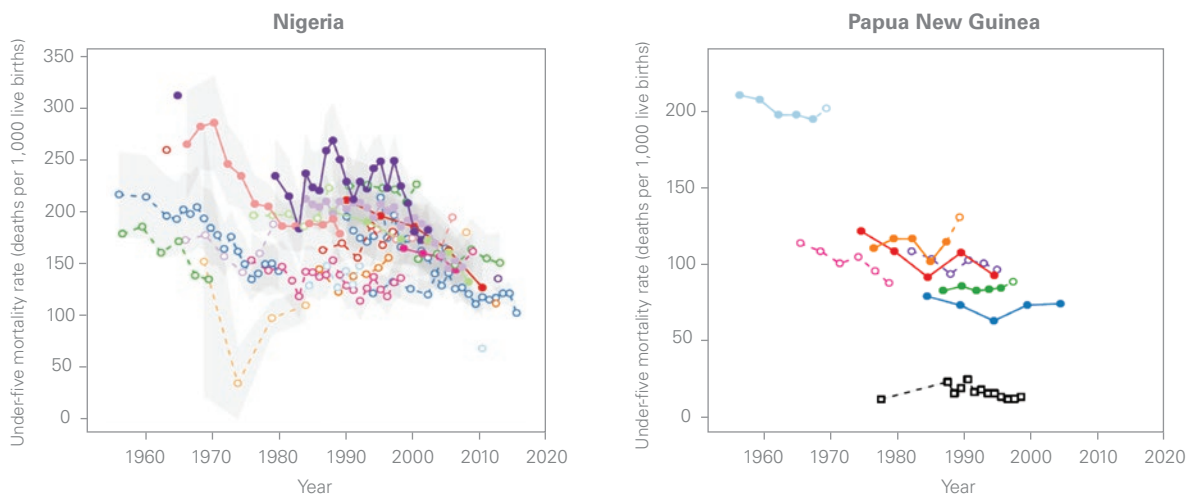 Nigeria
Under-five mortality rate (deaths per 1,000 live births)
350
300
250
200
150
100
50
0
1960 1970 1980 1990 2000 2010 2020
Year
Papua New Guinea
Under-five mortality rate (deaths per 1,000 live births)
200
150
100
50
0
1960 1970 1980 1990 2000 2010 2020
Year